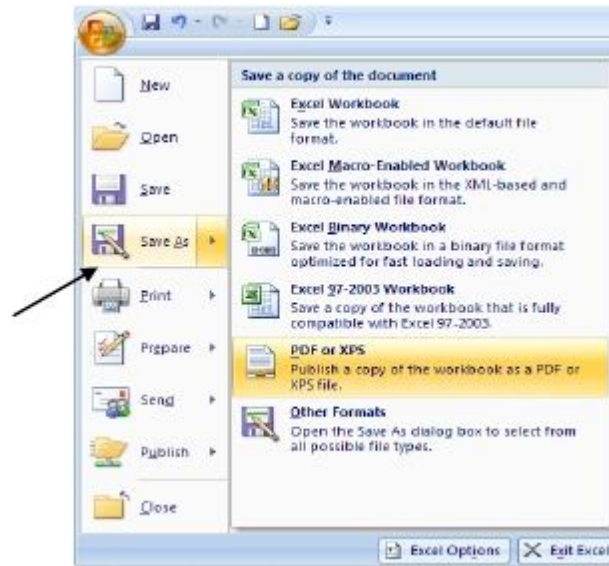 New
Open
Save
Save As
Print
Prepare
Send
Publish
Close
Save a copy of the document
Excel Workbook
Save the workbook in the default file
format.
Excel Macro-Enabled Workbook
Save the workbook in the XML-based and
macro-enabled file format.
Excel Binary Workbook
Save the workbook in a binary file format
optimized for fast loading and saving.
Excel 97-2003 Workbook
Save a copy of the workbook that is fully
compatible with Excel 97-2003.
PDF or XPS
Publish a copy of the workbook as a PDF or
XPS file.
Other Formats
Open the Save As dialog box to select from
all possible file types.
Excel Options
Exit Excel